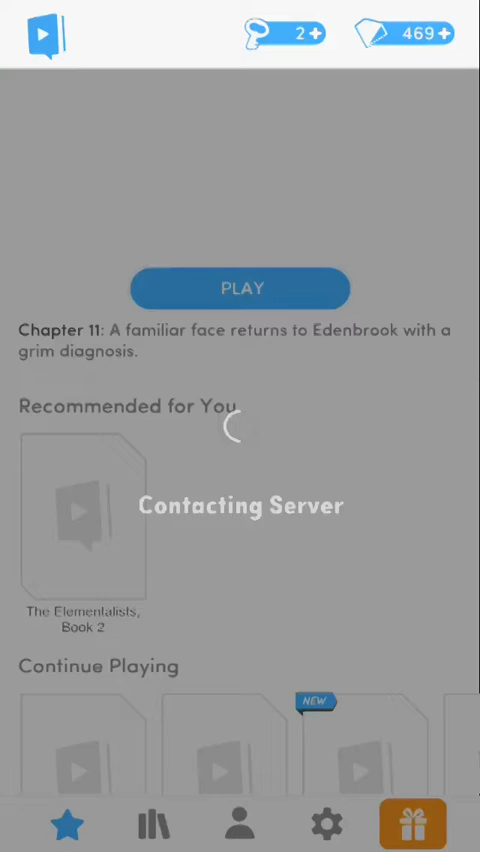 2+
469+
PLAY
Chapter 11: A familiar face returns to Edenbrook with a
grim diagnosis.
Recommended for You
Contacting Server
The Elementalists,
Book 2
Continue Playing
NEW